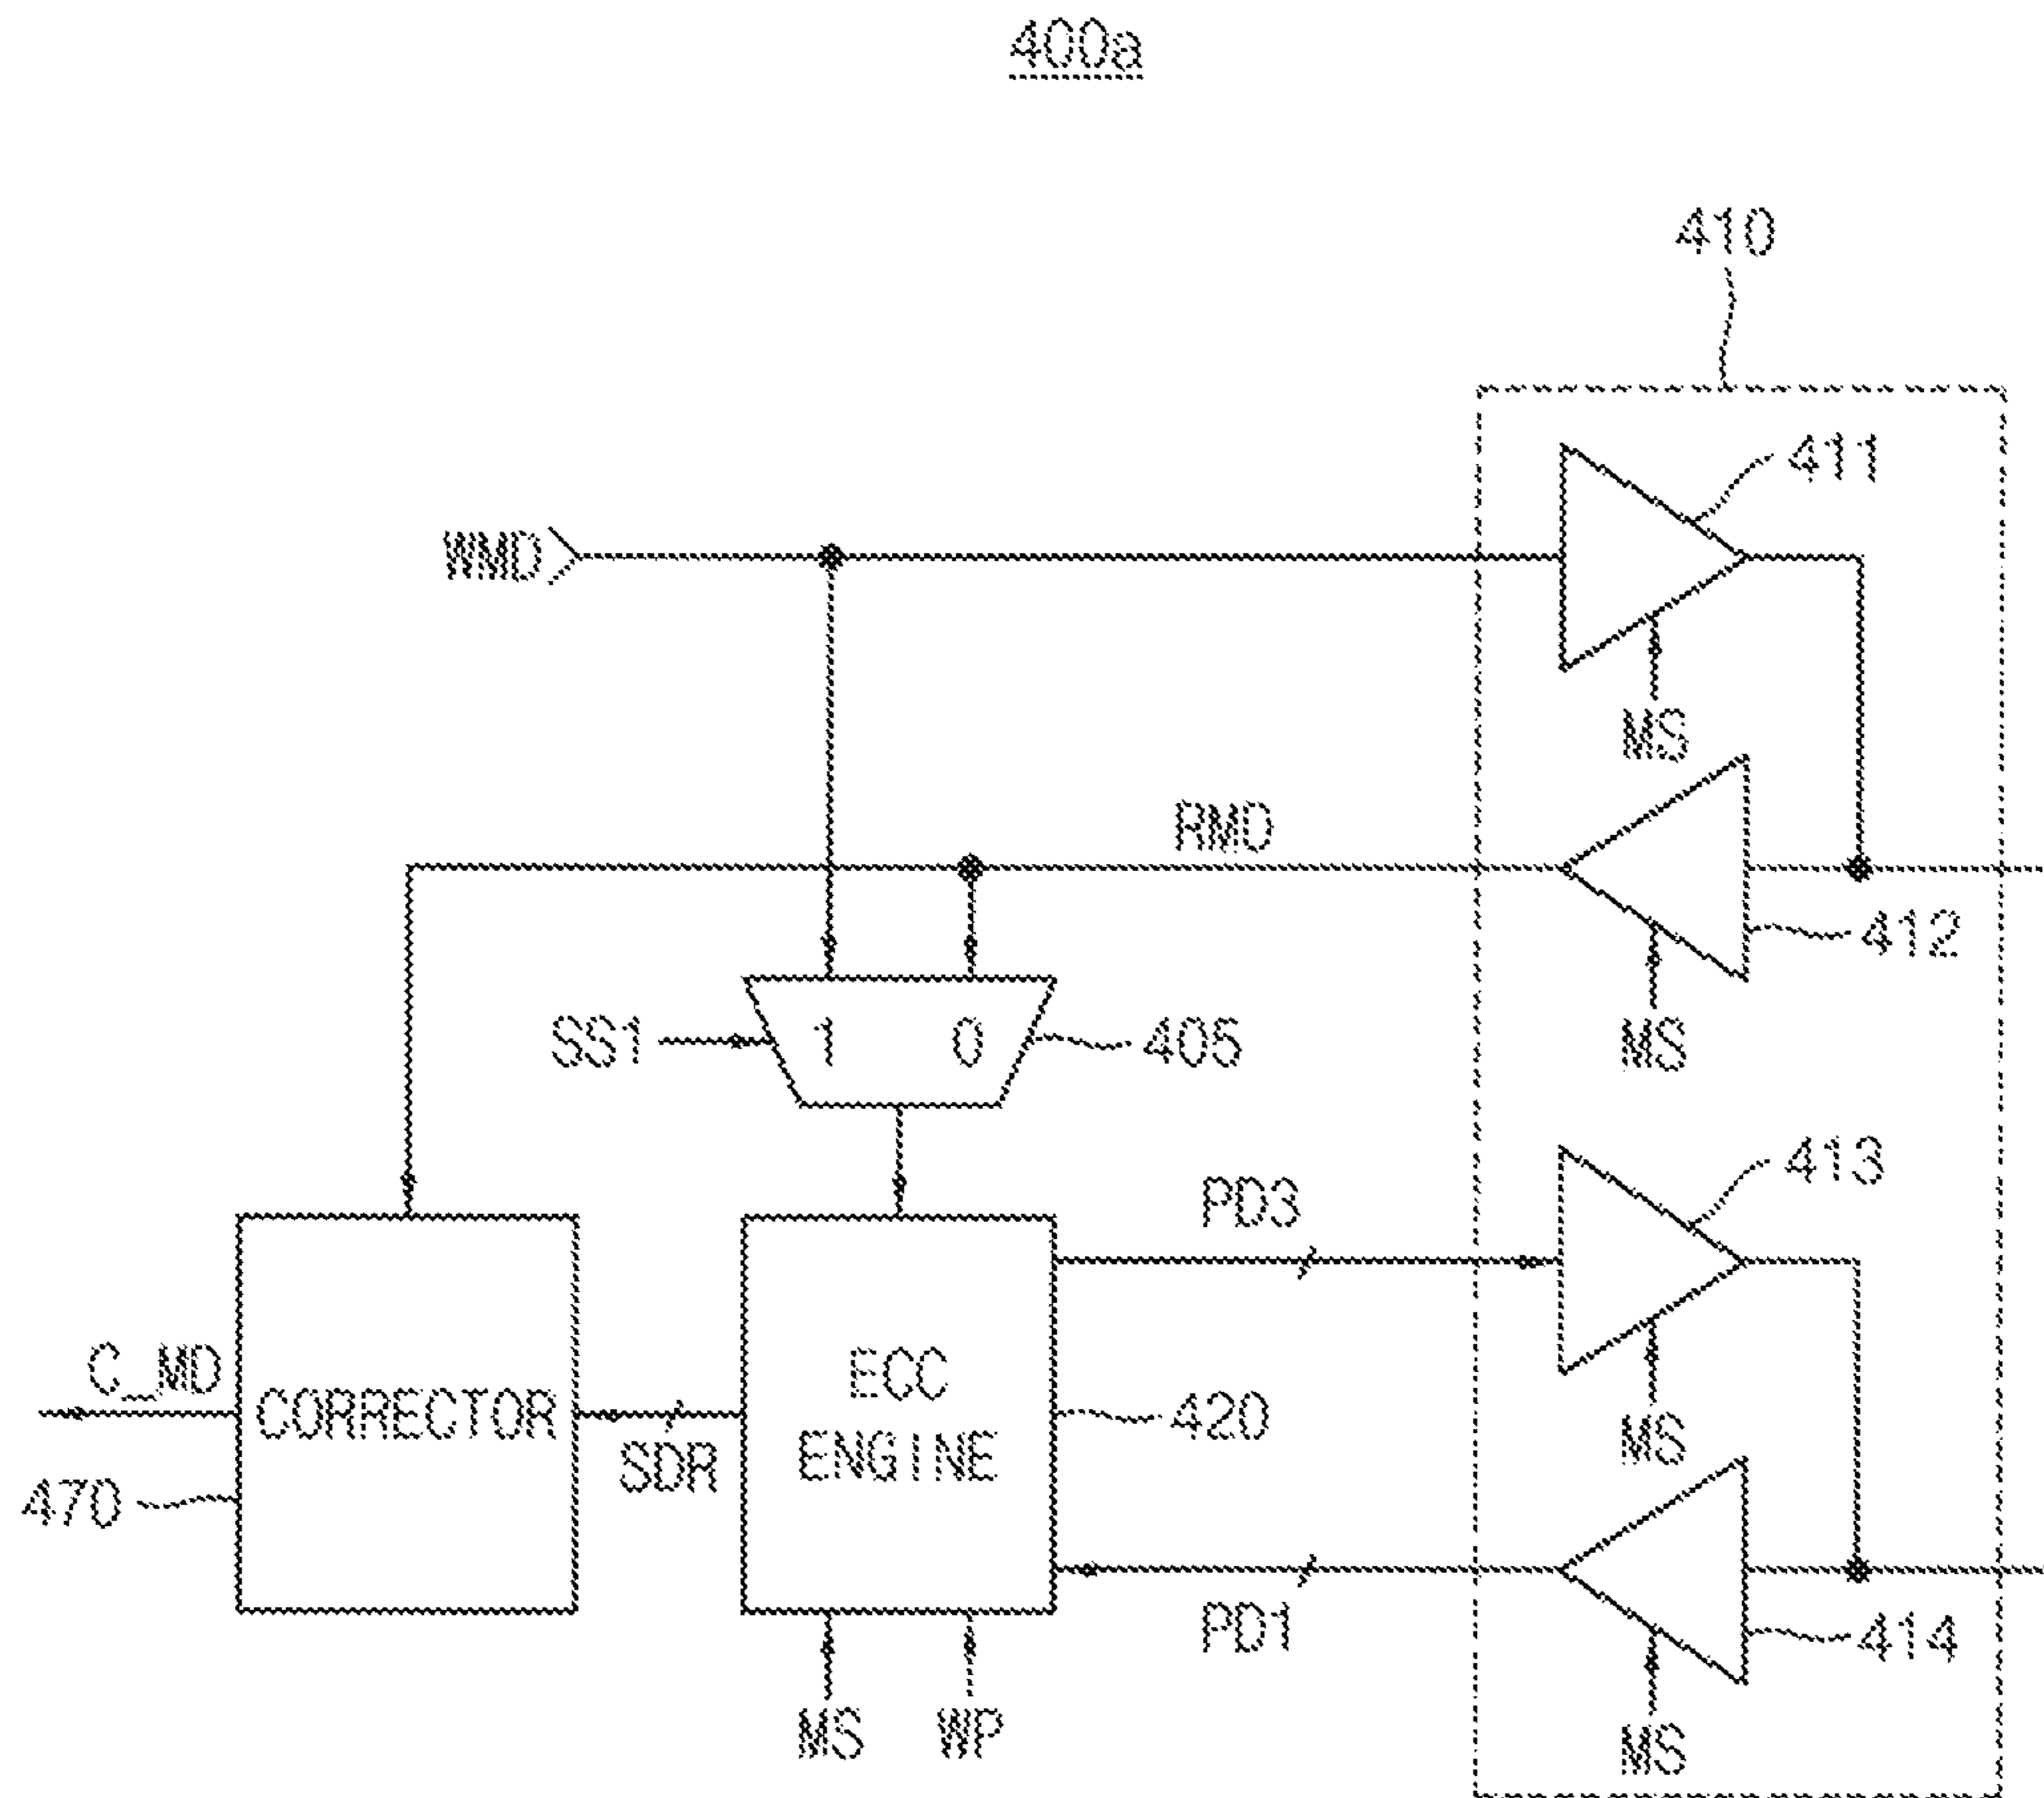 400a
410
411
WMD
MS
RMD
412
MS
SS1
1
0
405
413
PD3
C_MD
CORRECTOR
SDR
ECC
ENGINE
420
MS
470
PD1
414
MS
WP
MS